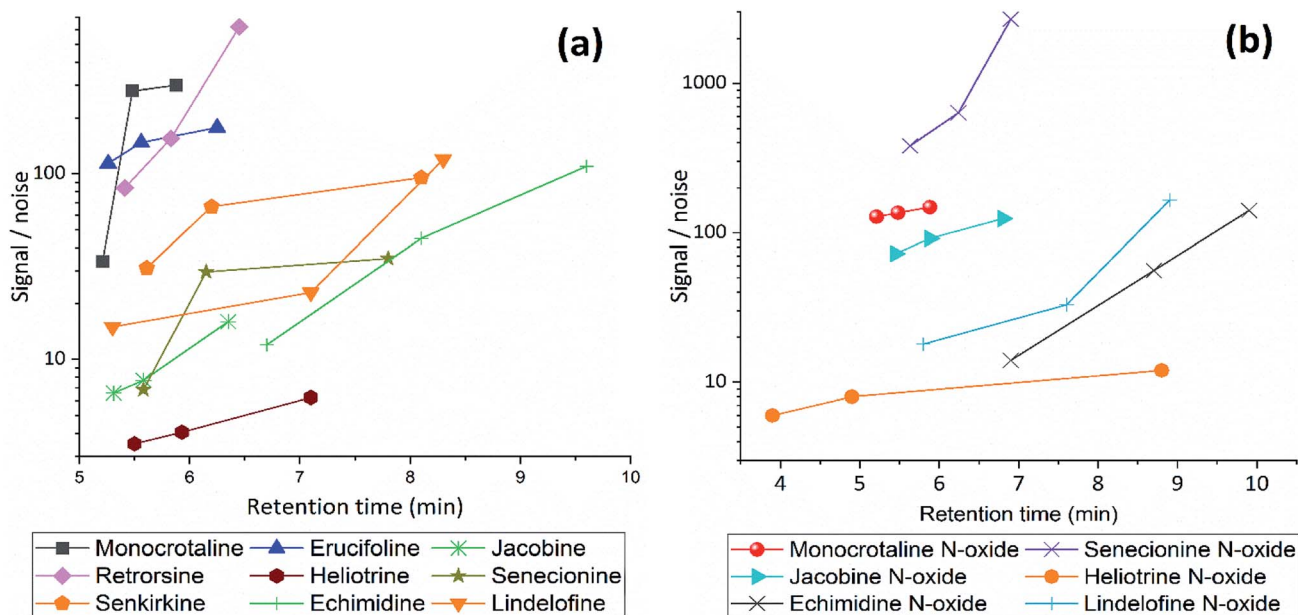 (a)
100
10
Signal / noise
5 6 7 8 9 10
Retention time (min)
Monocrotaline Erucifoline Jacobine
Retrorsine Heliotrine Senecionine
Senkirkine Echimidine Lindelofine
(b)
1000
100
10
Signal / noise
4 5 6 7 8 9 10
Retention time (min)
Monocrotaline N-oxide Senecionine N-oxide
Jacobine N-oxide Heliotrine N-oxide
Echimidine N-oxide Lindelofine N-oxide